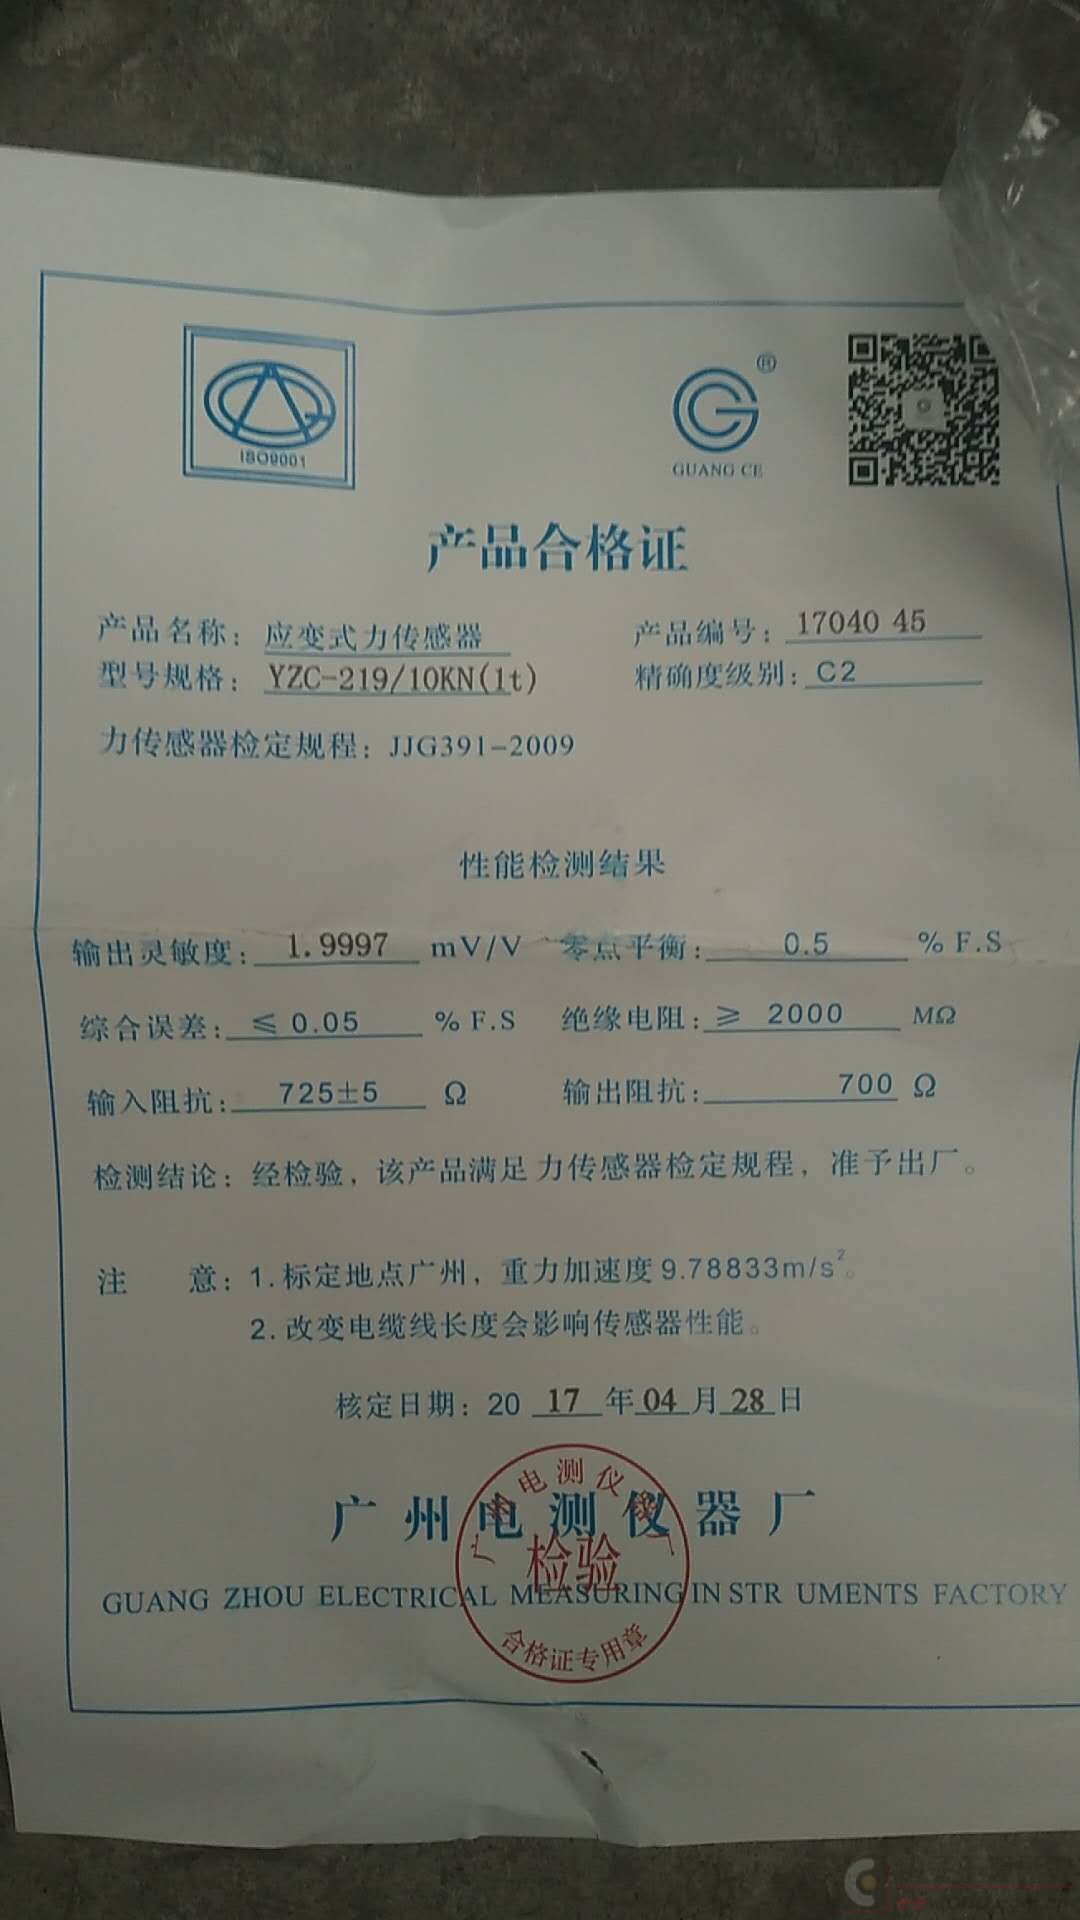 ISO9001
®
GUANG CE
产品合格证
产品名称: 应变式力传感器 产品编号: 17040 45
型号规格: YZC-219/10KN(1t) 精确度级别: C2
力传感器检定规程: JJG391-2009
性能检测结果
输出灵敏度: 1.9997 mV/V 零点平衡: 0.5 % F.S
综合误差: ≤ 0.05 % F.S 绝缘电阻: ≥ 2000 MΩ
输入阻抗: 725±5 Ω 输出阻抗: 700 Ω
检测结论: 经检验, 该产品满足力传感器检定规程, 准予出厂。
注 意: 1.标定地点广州, 重力加速度9.78833m/s²。
2.改变电缆线长度会影响传感器性能。
核定日期: 20 17 年 04 月 28 日
广州电测仪器厂
GUANG ZHOU ELECTRICAL MEASURING IN STR UMENTS FACTORY
广州电测仪器厂
检验
合格证专用章